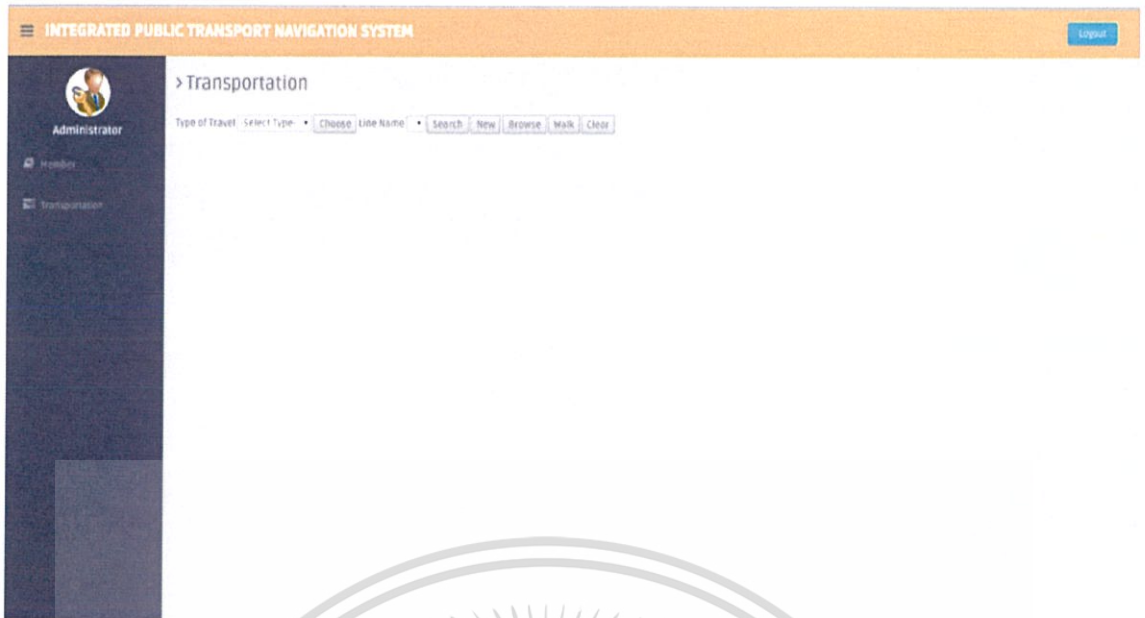 INTEGRATED PUBLIC TRANSPORT NAVIGATION SYSTEM
Logout
Administrator
Member
Transportation
> Transportation
Type of Travel -Select Type- Choose Line Name Search New Browse Walk Clear